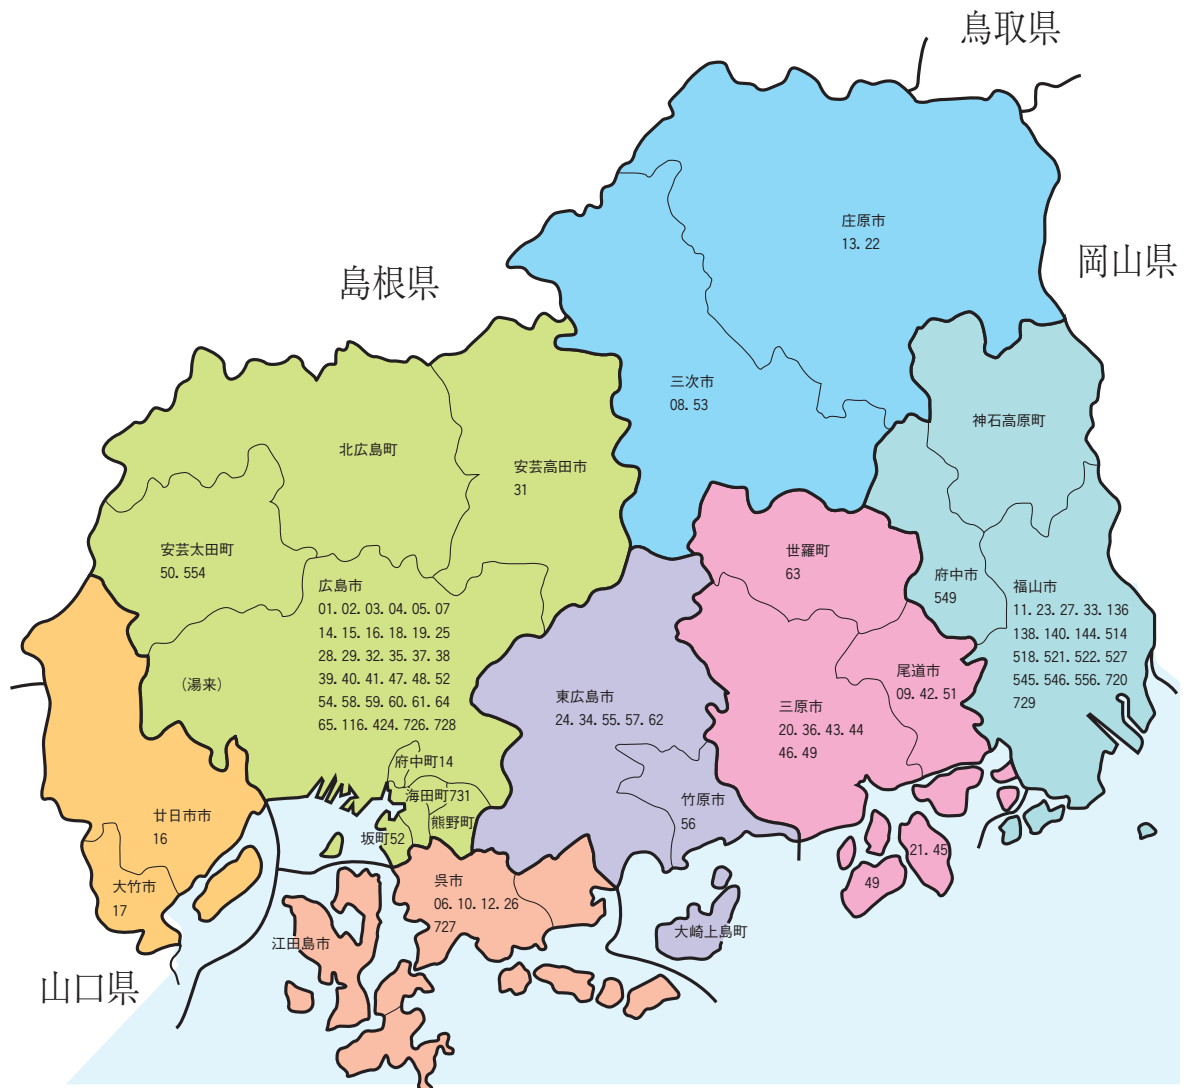 鳥取県
庄原市
13. 22
岡山県
島根県
三次市
08. 53
神石高原町
北広島町
安芸高田市
31
安芸太田町
50. 554
世羅町
63
府中市
549
福山市
11. 23. 27. 33. 136
138. 140. 144. 514
518. 521. 522. 527
545. 546. 556. 720
729
広島市
01. 02. 03. 04. 05. 07
14. 15. 16. 18. 19. 25
28. 29. 32. 35. 37. 38
39. 40. 41. 47. 48. 52
54. 58. 59. 60. 61. 64
65. 116. 424. 726. 728
(湯来)
東広島市
24. 34. 55. 57. 62
尾道市
09. 42. 51
三原市
20. 36. 43. 44
46. 49
府中町14
海田町731
熊野町
坂町52
竹原市
56
廿日市市
16
大竹市
17
呉市
06. 10. 12. 26
727
21. 45
49
江田島市
大崎上島町
山口県